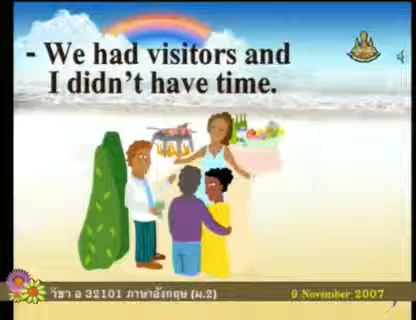 - We had visitors and
I didn't have time.
วิชา อ 32101 ภาษาอังกฤษ (ม.2)
9 November 2007